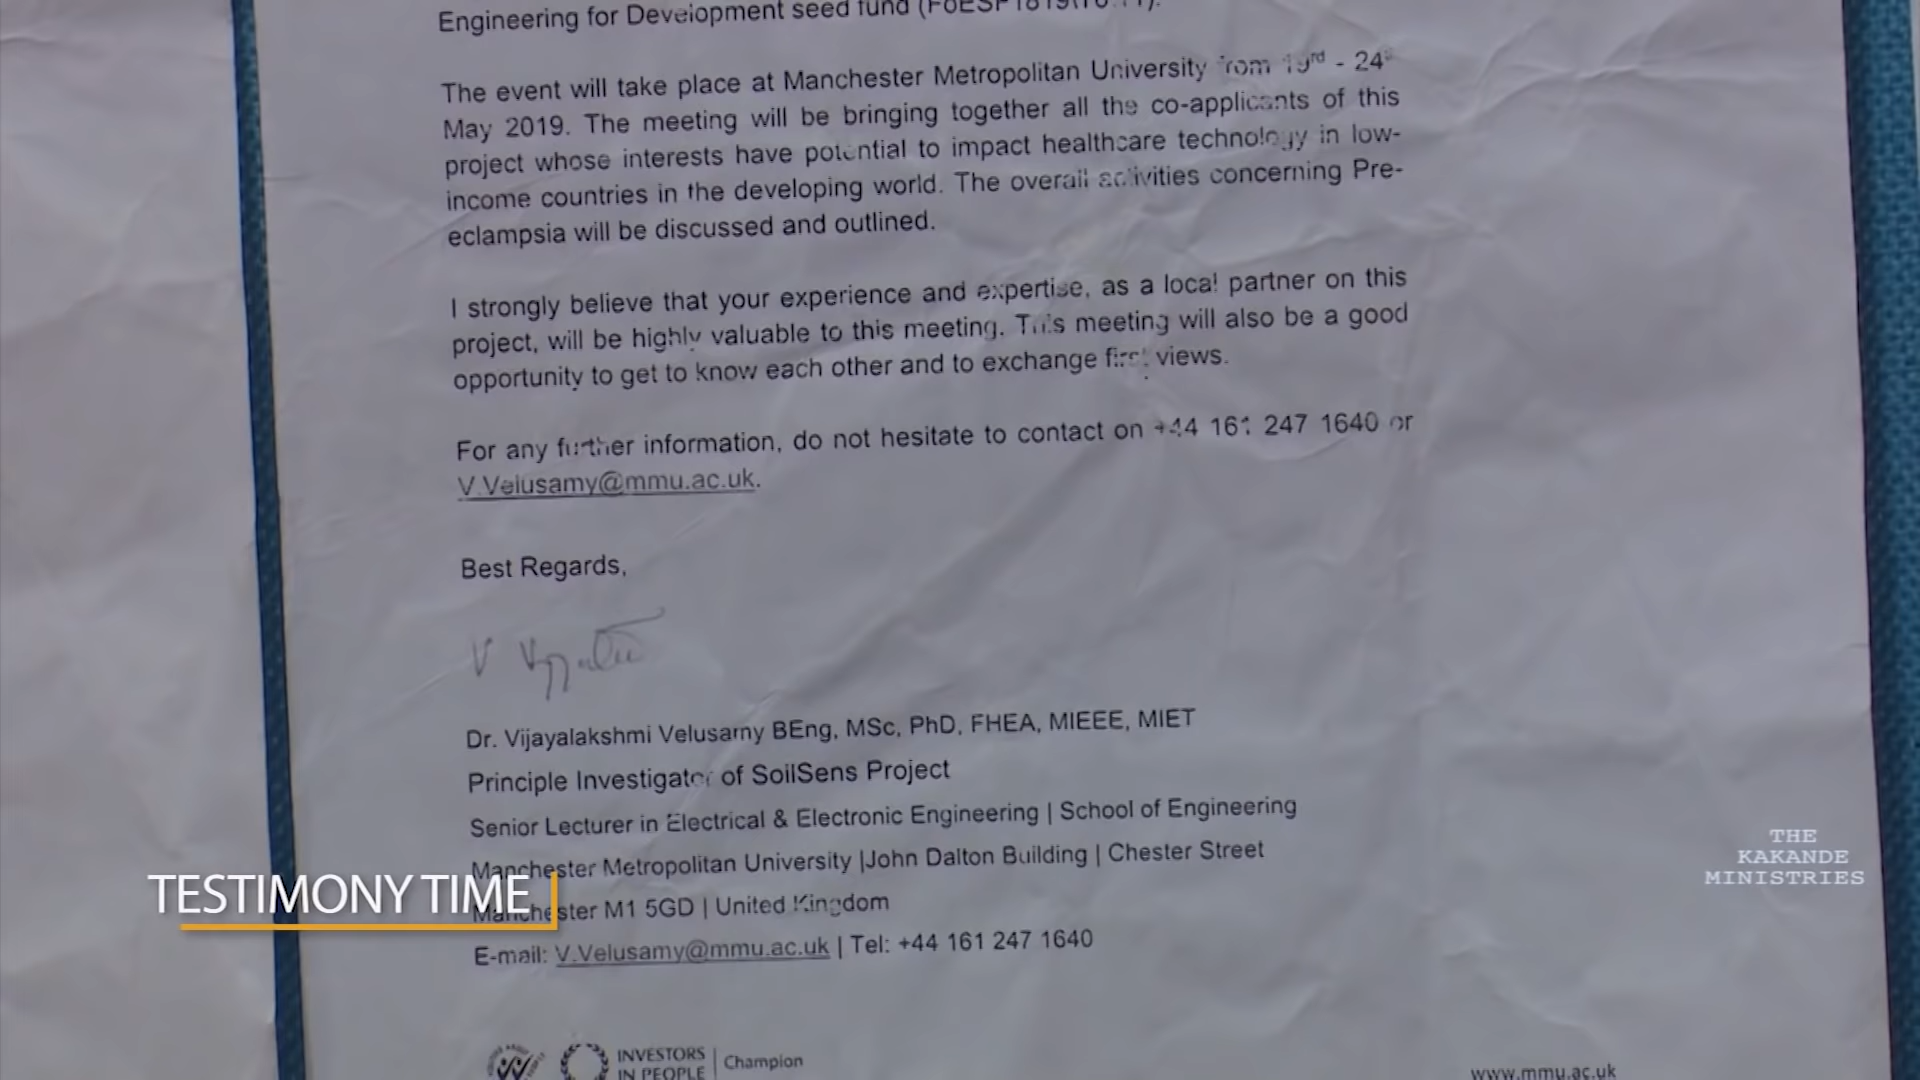 Engineering for Development seed fund
The event will take place at Manchester Metropolitan University from 19rd - 24
May 2019. The meeting will be bringing together all the co-applicants of this
project whose interests have potential to impact healthcare technology in low-
income countries in the developing world. The overall activities concerning Pre-
eclampsia will be discussed and outlined.
I strongly believe that your experience and expertise, as a local partner on this
project, will be highly valuable to this meeting. This meeting will also be a good
opportunity to get to know each other and to exchange first views.
For any further information, do not hesitate to contact on +44 161 247 1640 or
V.Velusamy@mmu.ac.uk.
Best Regards,
Dr. Vijayalakshmi Velusamy BEng, MSc, PhD, FHEA, MIEEE, MIET
Principle Investigator of SoilSens Project
Senior Lecturer in Electrical & Electronic Engineering | School of Engineering
Manchester Metropolitan University |John Dalton Building | Chester Street
Manchester M1 5GD | United Kingdom
E-mail: V.Velusamy@mmu.ac.uk | Tel: +44 161 247 1640
INVESTORS
IN PEOPLE
Champion
www.mmu.ac.uk
TESTIMONY TIME
THE
KAKANDE
MINISTRIES